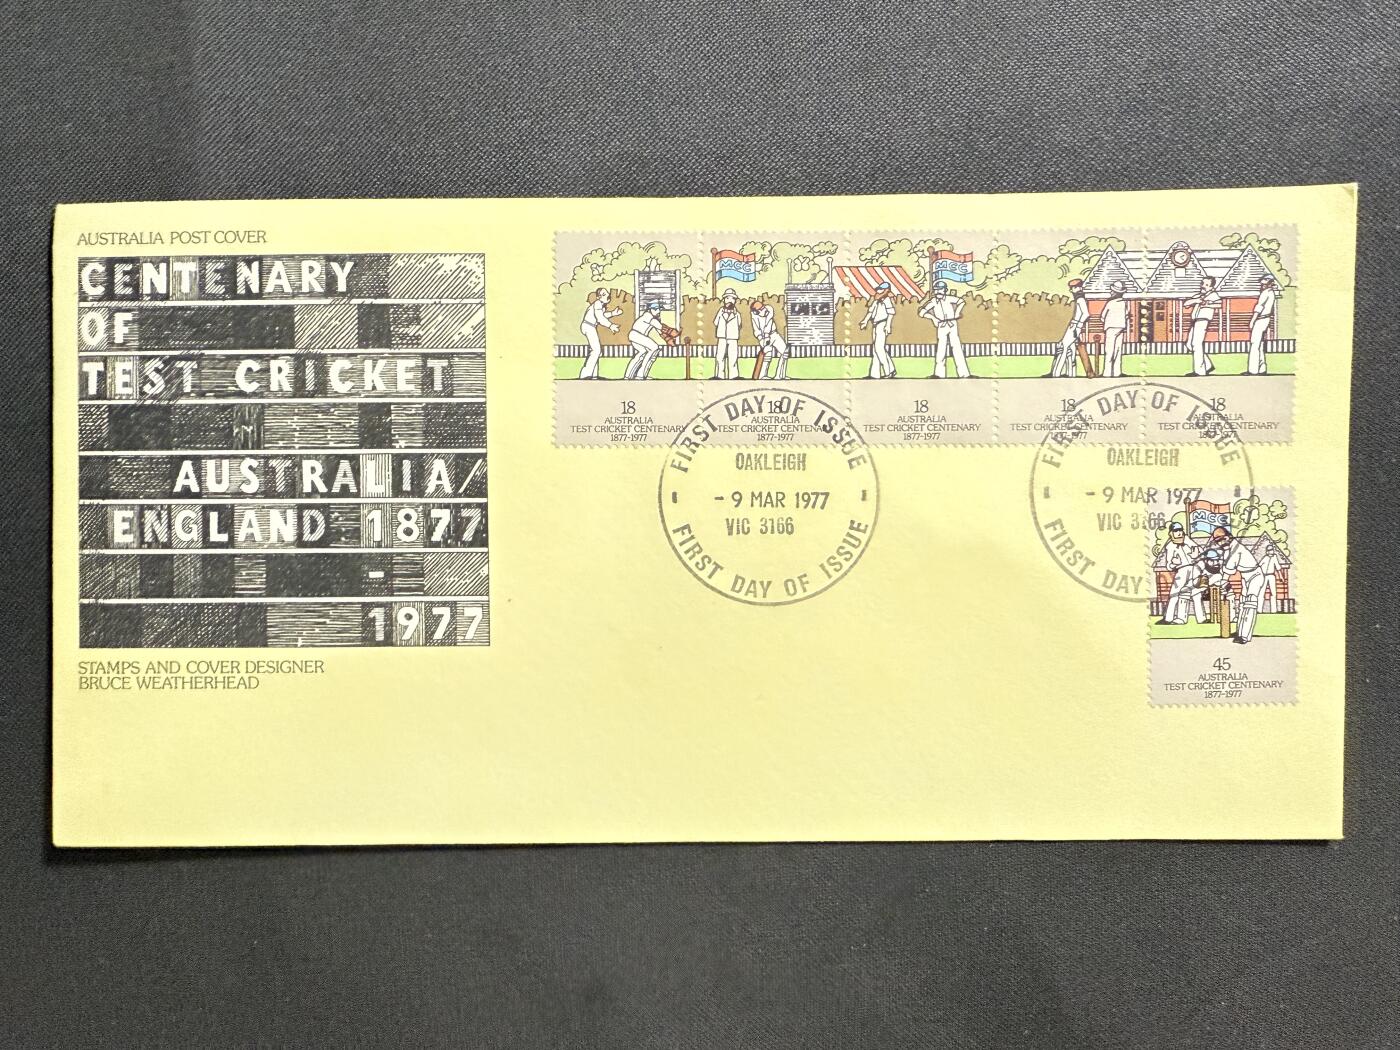 AUSTRALIA POST COVER
CENTENARY
OF
TEST CRICKET
AUSTRALIA/
ENGLAND 1877
-
1977
STAMPS AND COVER DESIGNER
BRUCE WEATHERHEAD
MCC
MCC
18
AUSTRALIA
TEST CRICKET CENTENARY
1877-1977
18
AUSTRALIA
TEST CRICKET CENTENARY
1877-1977
18
AUSTRALIA
TEST CRICKET CENTENARY
1877-1977
18
AUSTRALIA
TEST CRICKET CENTENARY
1877-1977
18
AUSTRALIA
TEST CRICKET CENTENARY
1877-1977
FIRST DAY OF ISSUE
OAKLEIGH
- 9 MAR 1977
VIC 3166
FIRST DAY OF ISSUE
FIRST DAY OF ISSUE
OAKLEIGH
- 9 MAR 1977
VIC 3166
FIRST DAY
MCC
45
AUSTRALIA
TEST CRICKET CENTENARY
1877-1977